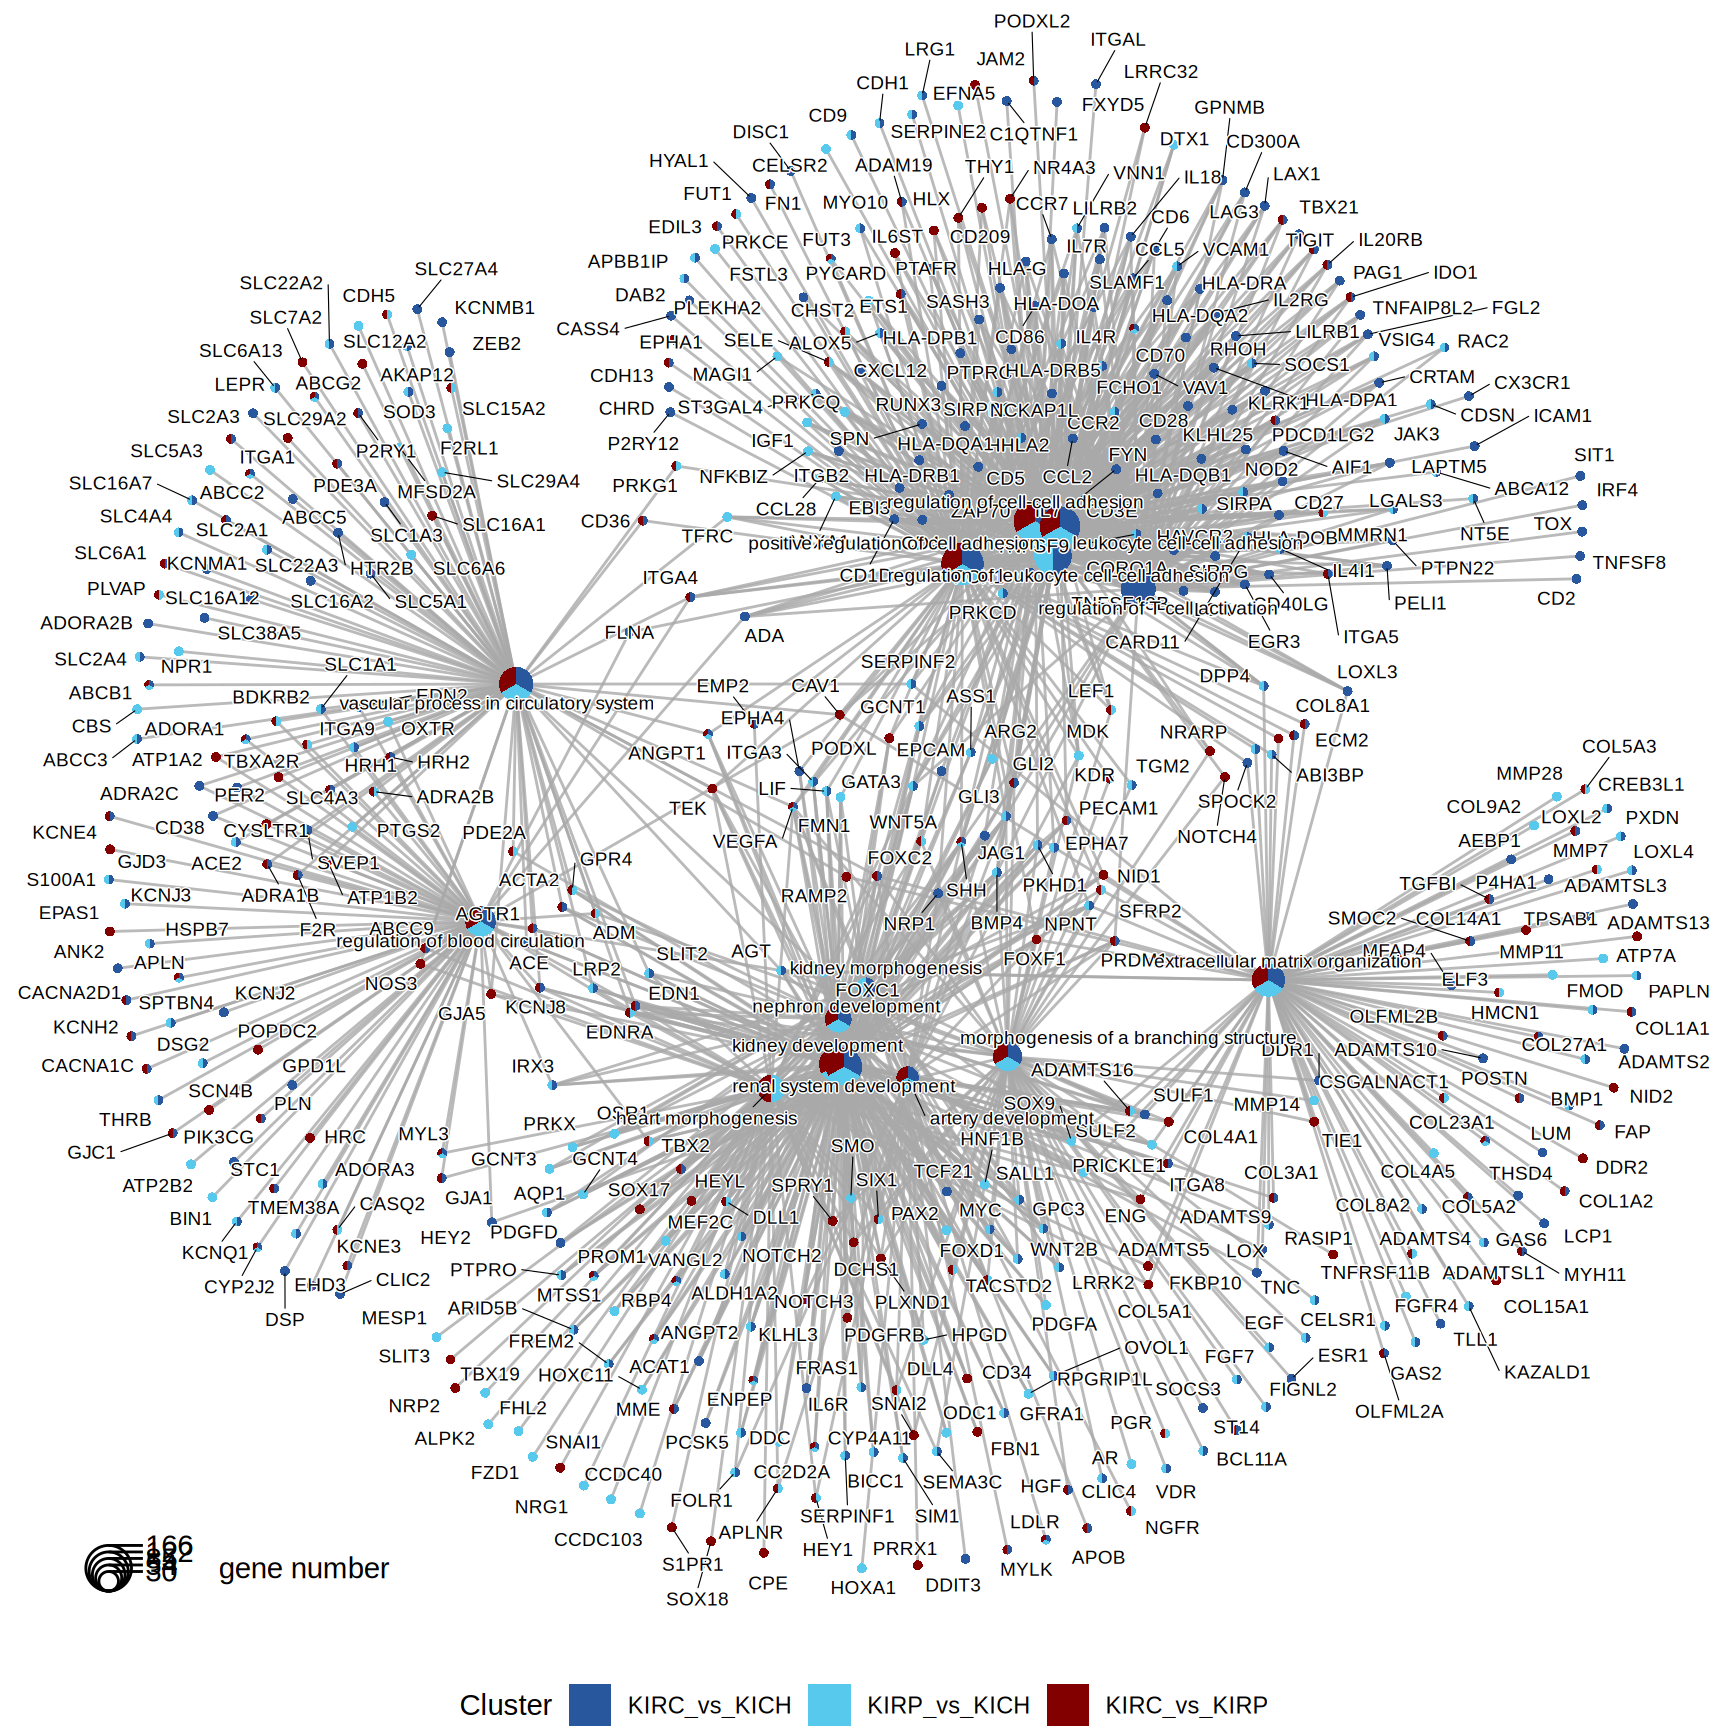 PODXL2
ITGAL
LRG1
JAM2
LRRC32
CDH1
EFNA5
FXYD5
GPNMB
CD9
SERPINE2
C1QTNF1
DTX1
CD300A
DISC1
HYAL1
CELSR2
ADAM19
THY1
NR4A3
VNN1
IL18
LAX1
FUT1
FN1
MYO10
HLX
CCR7
LILRB2
CD6
LAG3
TBX21
EDIL3
PRKCE
FUT3
IL6ST
CD209
IL7R
CCL5
VCAM1
TIGIT
IL20RB
APBB1IP
FSTL3
PYCARD
PTAFR
HLA-G
SLAMF1
HLA-DRA
PAG1
IDO1
DAB2
PLEKHA2
CHST2
ETS1
SASH3
HLA-DOA
HLA-DQA2
IL2RG
TNFAIP8L2
FGL2
CASS4
EPHA1
SELE
ALOX5
HLA-DPB1
CD86
IL4R
CD70
RHOH
LILRB1
VSIG4
RAC2
CDH13
MAGI1
CXCL12
HLA-DRB5
FCHO1
VAV1
SOCS1
CRTAM
CX3CR1
CHRD
ST3GAL4
PRKCQ
RUNX3
NCKAP1L
CCR2
CD28
KLRK1
HLA-DPA1
CDSN
ICAM1
P2RY12
IGF1
SPN
HLA-DQA1
HHLA2
FYN
KLHL25
PDCD1LG2
JAK3
SIT1
PRKG1
NFKBIZ
ITGB2
HLA-DRB1
CD5
CCL2
HLA-DQB1
NOD2
AIF1
LAPTM5
ABCA12
IRF4
CD36
TFRC
CCL28
EBI3
regulation of cell-cell adhesion
SIRPA
CD27
LGALS3
TOX
positive regulation of cell adhesion
leukocyte cell-cell adhesion
HLA-DOB
MMRN1
NT5E
ITGA4
regulation of leukocyte cell-cell adhesion
IL4I1
PTPN22
TNFSF8
PRKCD
regulation of T cell activation
CD40LG
PELI1
CD2
FLNA
ADA
CARD11
EGR3
ITGA5
SLC22A2
SLC27A4
CDH5
SLC7A2
KCNMB1
SLC12A2
SLC6A13
ZEB2
LEPR
ABCG2
AKAP12
SLC2A3
SLC29A2
SOD3
SLC15A2
SLC5A3
ITGA1
P2RY1
F2RL1
SLC16A7
ABCC2
PDE3A
MFSD2A
SLC29A4
SLC4A4
SLC2A1
ABCC5
SLC1A3
SLC16A1
SLC6A1
KCNMA1
SLC22A3
HTR2B
SLC6A6
PLVAP
SLC16A12
SLC16A2
SLC5A1
ADORA2B
SLC38A5
SLC2A4
NPR1
SLC1A1
ABCB1
BDKRB2
EDN2
vascular process in circulatory system
CBS
ADORA1
ITGA9
OXTR
ABCC3
ATP1A2
TBXA2R
HRH1
HRH2
ADRA2C
PER2
SLC4A3
ADRA2B
KCNE4
CD38
CYSLTR1
PTGS2
PDE2A
GJD3
ACE2
SVEP1
GPR4
S100A1
KCNJ3
ADRA1B
ATP1B2
ACTA2
EPAS1
HSPB7
F2R
ABCC9
AGTR1
regulation of blood circulation
ADM
ANK2
APLN
ACE
LRP2
SLIT2
AGT
CACNA2D1
SPTBN4
KCNJ2
NOS3
GJA5
KCNJ8
EDN1
KCNH2
DSG2
POPDC2
EDNRA
CACNA1C
GPD1L
IRX3
SCN4B
THRB
PLN
PRKX
GJC1
PIK3CG
HRC
MYL3
STC1
ADORA3
ATP2B2
TMEM38A
CASQ2
GJA1
BIN1
KCNE3
HEY2
KCNQ1
CYP2J2
EHD3
CLIC2
DSP
MESP1
SERPINF2
LEF1
DPP4
LOXL3
EMP2
CAV1
GCNT1
ASS1
COL8A1
EPHA4
ARG2
MDK
NRARP
ECM2
ANGPT1
ITGA3
PODXL
EPCAM
GLI2
KDR
TGM2
ABI3BP
TEK
LIF
GATA3
GLI3
PECAM1
SPOCK2
VEGFA
FMN1
WNT5A
JAG1
EPHA7
NOTCH4
RAMP2
FOXC2
SHH
PKHD1
NID1
NRP1
BMP4
NPNT
SFRP2
FOXF1
extracellular matrix organization
kidney morphogenesis
FOXC1
nephron development
kidney development
morphogenesis of a branching structure
renal system development
ADAMTS16
heart morphogenesis
artery development
COL5A3
MMP28
CREB3L1
COL9A2
LOXL2
PXDN
AEBP1
MMP7
LOXL4
TGFBI
P4HA1
ADAMTSL3
SMOC2
COL14A1
TPSAB1
ADAMTS13
MFAP4
MMP11
ATP7A
ELF3
FMOD
PAPLN
OLFML2B
HMCN1
COL1A1
DDR1
ADAMTS10
COL27A1
ADAMTS2
CSGALNACT1
POSTN
BMP1
NID2
MMP14
COL23A1
LUM
FAP
TIE1
COL3A1
COL4A5
THSD4
DDR2
COL8A2
COL5A2
COL1A2
ADAMTS9
ADAMTS4
GAS6
LCP1
RASIP1
TNFRSF11B
ADAMTSL1
MYH11
FGFR4
COL15A1
TLL1
KAZALD1
GAS2
OLFML2A
SOX9
SULF1
SULF2
COL4A1
HNF1B
PRICKLE1
ITGA8
GCNT3
GCNT4
TBX2
SMO
TCF21
SALL1
AQP1
SOX17
HEYL
SPRY1
SIX1
PAX2
MYC
GPC3
ENG
PDGFD
MEF2C
DLL1
FOXD1
WNT2B
ADAMTS5
LOX
PTPRO
PROM1
VANGL2
NOTCH2
DCHS1
TACSTD2
LRRK2
FKBP10
TNC
MTSS1
RBP4
ALDH1A2
NOTCH3
PLXND1
COL5A1
ARID5B
PDGFA
EGF
CELSR1
FREM2
ANGPT2
KLHL3
PDGFRB
HPGD
OVOL1
SLIT3
HOXC11
ACAT1
FRAS1
DLL4
CD34
RPGRIP1L
FGF7
ESR1
TBX19
ENPEP
SOCS3
FIGNL2
NRP2
FHL2
MME
IL6R
SNAI2
ODC1
GFRA1
PGR
ST14
ALPK2
SNAI1
PCSK5
DDC
CYP4A11
FBN1
BCL11A
FZD1
CCDC40
CC2D2A
BICC1
SEMA3C
AR
NRG1
FOLR1
HGF
CLIC4
VDR
CCDC103
APLNR
SERPINF1
SIM1
LDLR
NGFR
S1PR1
HEY1
PRRX1
APOB
SOX18
CPE
HOXA1
DDIT3
MYLK
166
gene number
Cluster
KIRC_vs_KICH
KIRP_vs_KICH
KIRC_vs_KIRP